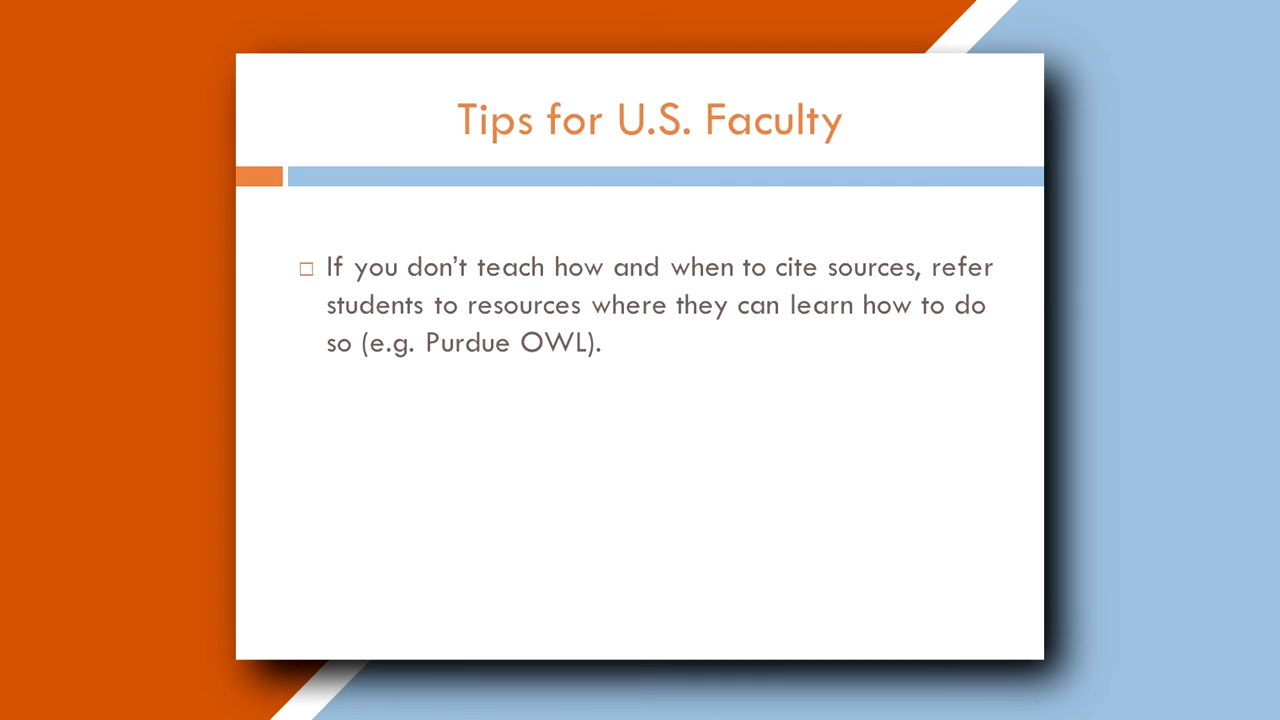 Tips for U.S. Faculty
If you don’t teach how and when to cite sources, refer
students to resources where they can learn how to do
so (e.g. Purdue OWL).